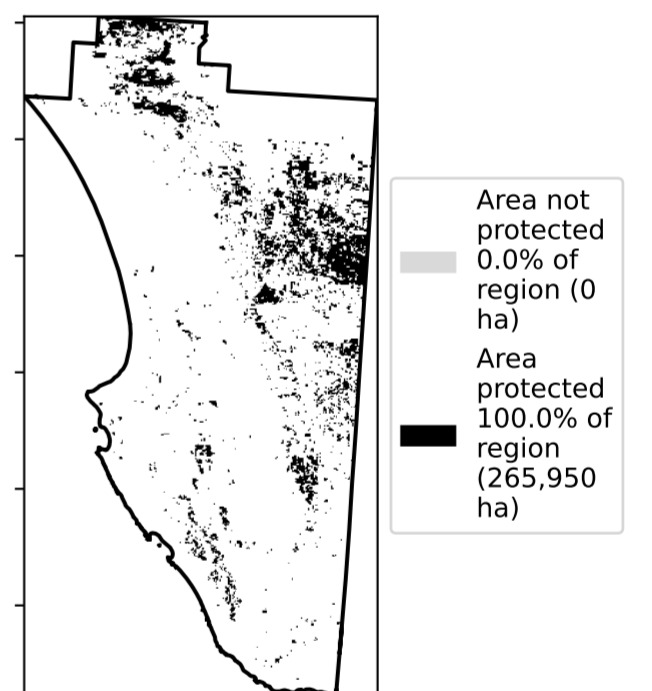 Area not
protected
0.0% of
region (0
ha)
Area
protected
100.0% of
region
(265,950
ha)